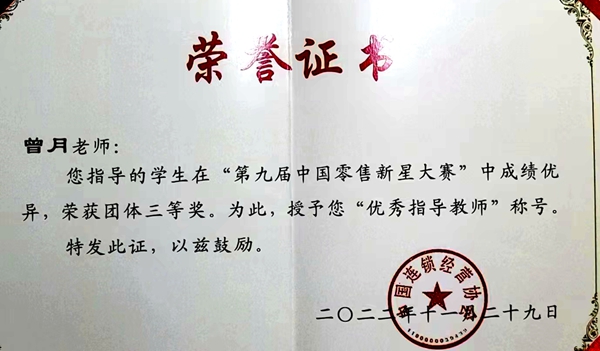 荣誉证书
曾月老师：
您指导的学生在“第九届中国零售新星大赛”中成绩优
异，荣获团体三等奖。为此，授予您“优秀指导教师”称号。
特发此证，以兹鼓励。
中国连锁经营协会
二〇二二年十一月二十九日